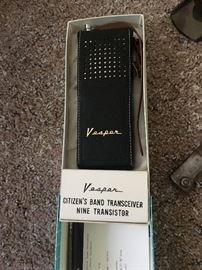 Vesper
Vesper
CITIZEN'S BAND TRANSCEIVER
NINE TRANSISTOR